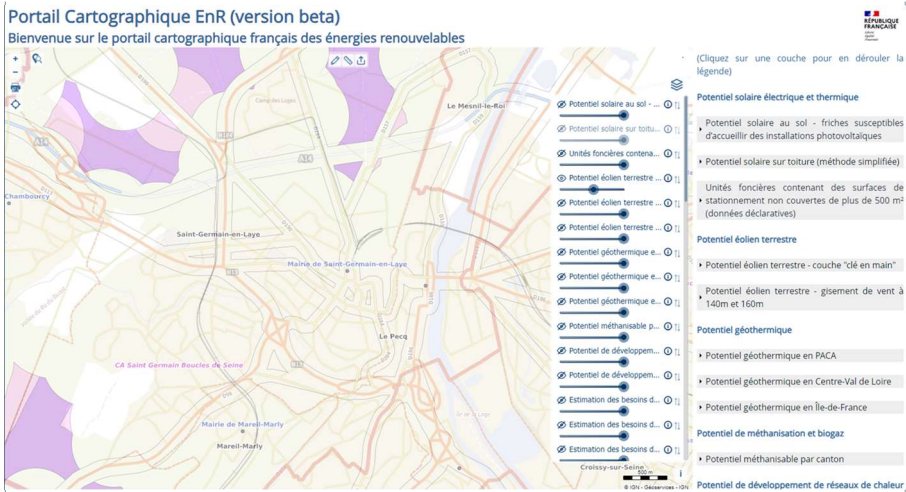 Portail Cartographique EnR (version beta)
Bienvenue sur le portail cartographique français des énergies renouvelables
RÉPUBLIQUE
FRANÇAISE
Camp des Loges
Le Mesnil-le-Roi
A14
A14
Chambourcy
Saint-Germain-en-Laye
Mairie de Saint-Germain-en-Laye
Le Pecq
CA Saint Germain Boucles de Seine
Mairie de Mareil-Marly
Mareil-Marly
Croissy-sur-Seine
500 m
© IGN - Géoservices - IGN
Potentiel solaire au sol - ...
Potentiel solaire sur toitu...
Unités foncières contena...
Potentiel éolien terrestre ...
Potentiel éolien terrestre ...
Potentiel éolien terrestre ...
Potentiel géothermique e...
Potentiel géothermique e...
Potentiel géothermique e...
Potentiel méthanisable p...
Potentiel de développem...
Potentiel de développem...
Estimation des besoins d...
Estimation des besoins d...
Estimation des besoins d...
(Cliquez sur une couche pour en dérouler la
légende)
Potentiel solaire électrique et thermique
Potentiel solaire au sol - friches susceptibles
d'accueillir des installations photovoltaïques
Potentiel solaire sur toiture (méthode simplifiée)
Unités foncières contenant des surfaces de
stationnement non couvertes de plus de 500 m²
(données déclaratives)
Potentiel éolien terrestre
Potentiel éolien terrestre - couche "clé en main"
Potentiel éolien terrestre - gisement de vent à
140m et 160m
Potentiel géothermique
Potentiel géothermique en PACA
Potentiel géothermique en Centre-Val de Loire
Potentiel géothermique en Île-de-France
Potentiel de méthanisation et biogaz
Potentiel méthanisable par canton
Potentiel de développement de réseaux de chaleur